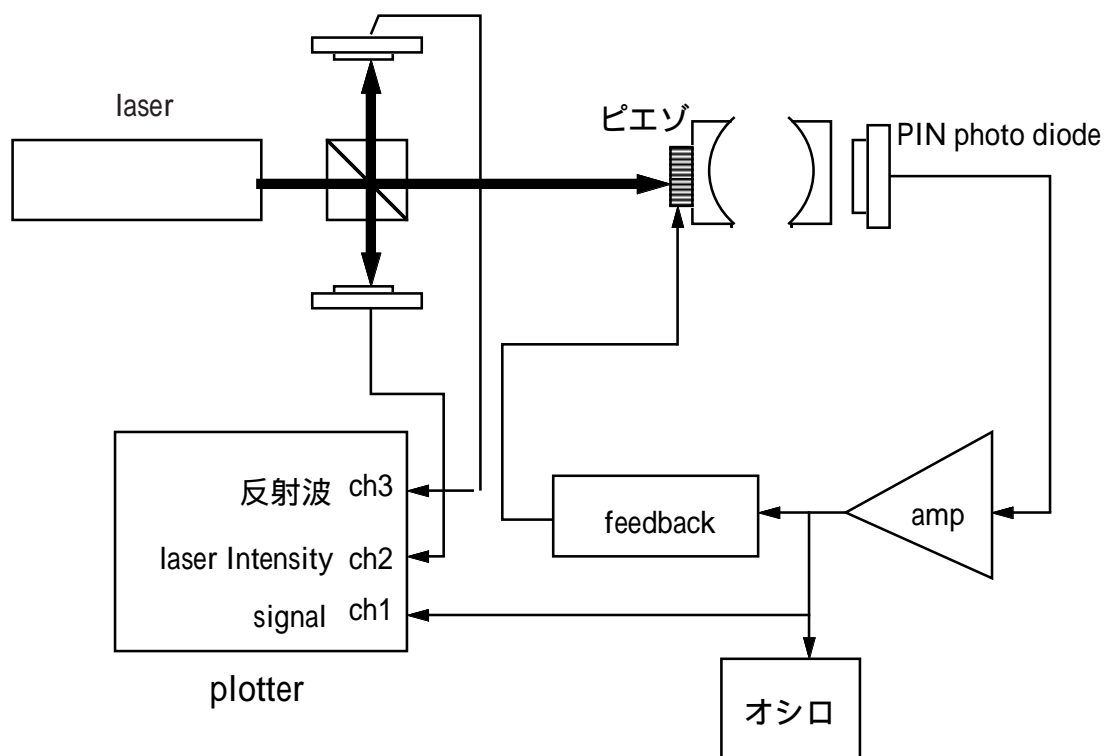 laser
ピエゾ
PIN photo diode
反射波 ch3
laser Intensity ch2
signal ch1
plotter
feedback
amp
オシロ